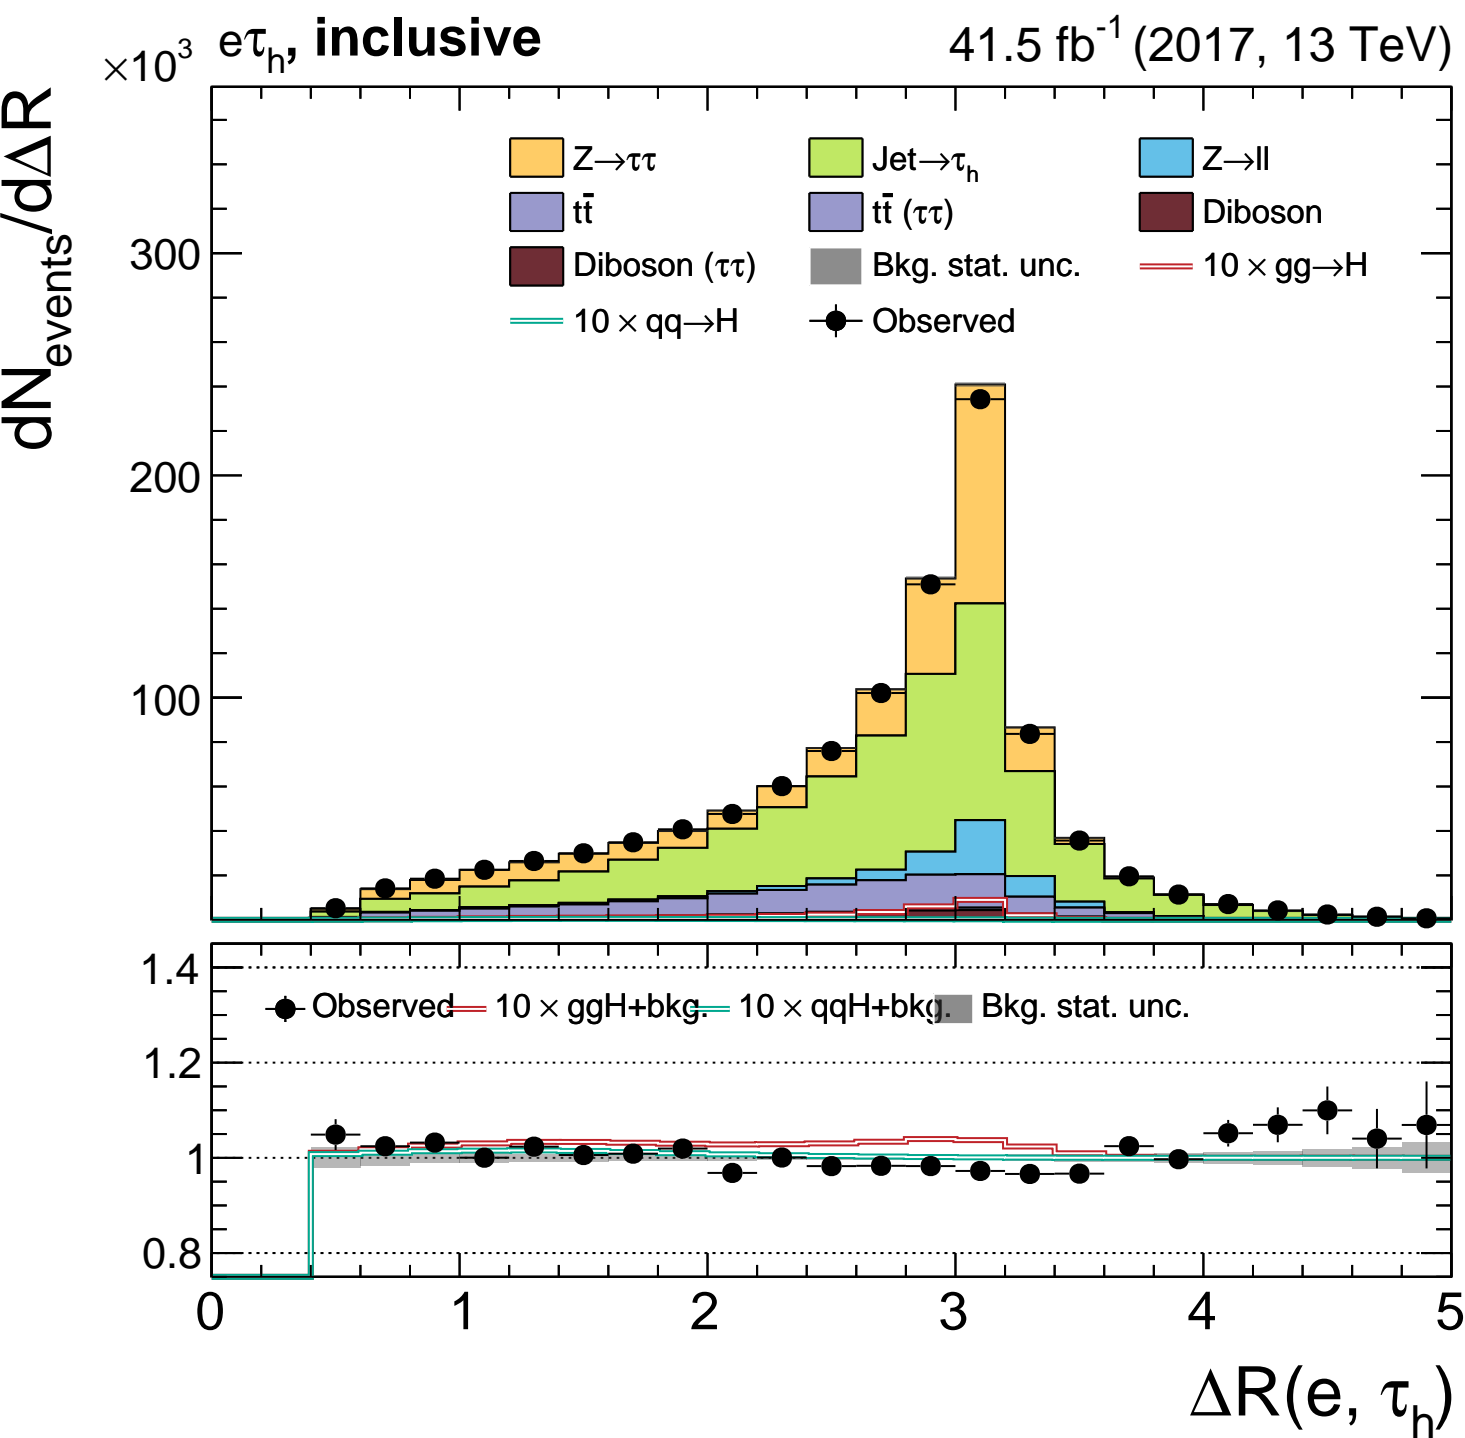 ×10³ eτₕ, inclusive 41.5 fb⁻¹ (2017, 13 TeV)
dN_events/dΔR
Z→ττ Jet→τₕ Z→ll
tt̄ tt̄ (ττ) Diboson
Diboson (ττ) Bkg. stat. unc. 10 × gg→H
10 × qq→H Observed
300
200
100
1.4
Observed 10 × ggH+bkg. 10 × qqH+bkg. Bkg. stat. unc.
1.2
1
0.8
0 1 2 3 4 5
ΔR(e, τₕ)